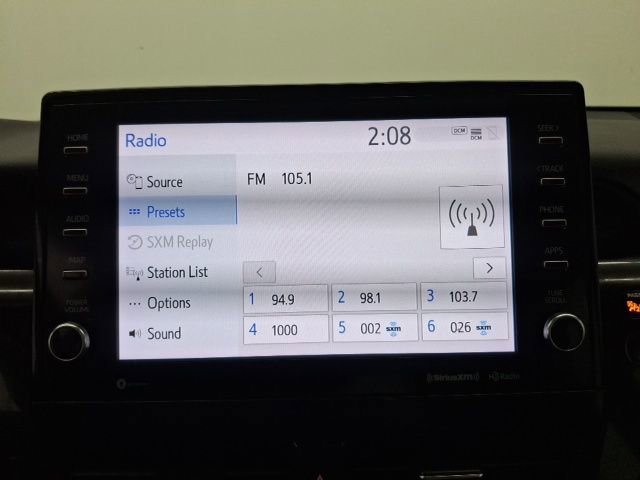 HOME
MENU
AUDIO
MAP
POWER
VOLUME
Radio
2:08
DCM
DCM
Source
Presets
SXM Replay
Station List
Options
Sound
FM 105.1
1 94.9
2 98.1
3 103.7
4 1000
5 002 sxm
6 026 sxm
SEEK >
< TRACK
PHONE
APPS
TUNE
SCROLL
SiriusXM
HD Radio